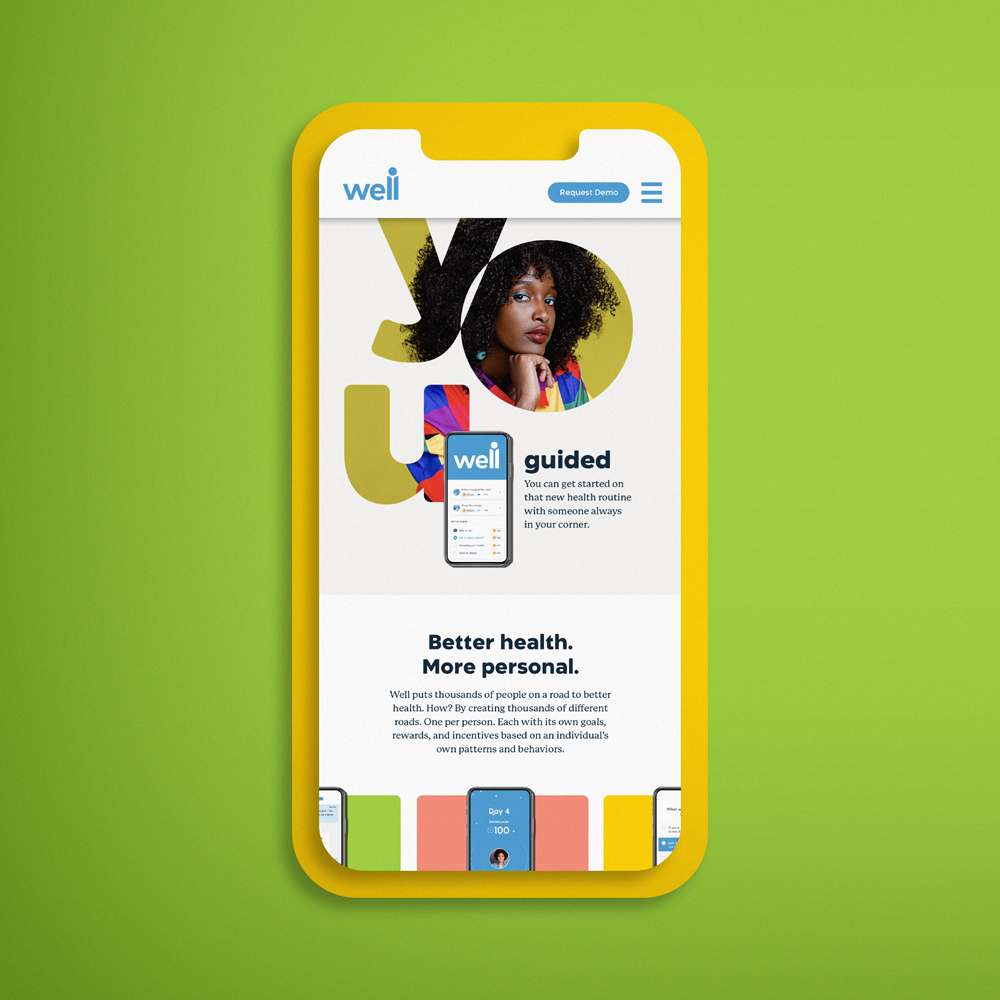 well
Request Demo
yo
u
well
guided
You can get started on
that new health routine
with someone always
in your corner.
Better health.
More personal.
Well puts thousands of people on a road to better
health. How? By creating thousands of different
roads. One per person. Each with its own goals,
rewards, and incentives based on an individual’s
own patterns and behaviors.
Day 4
100
What